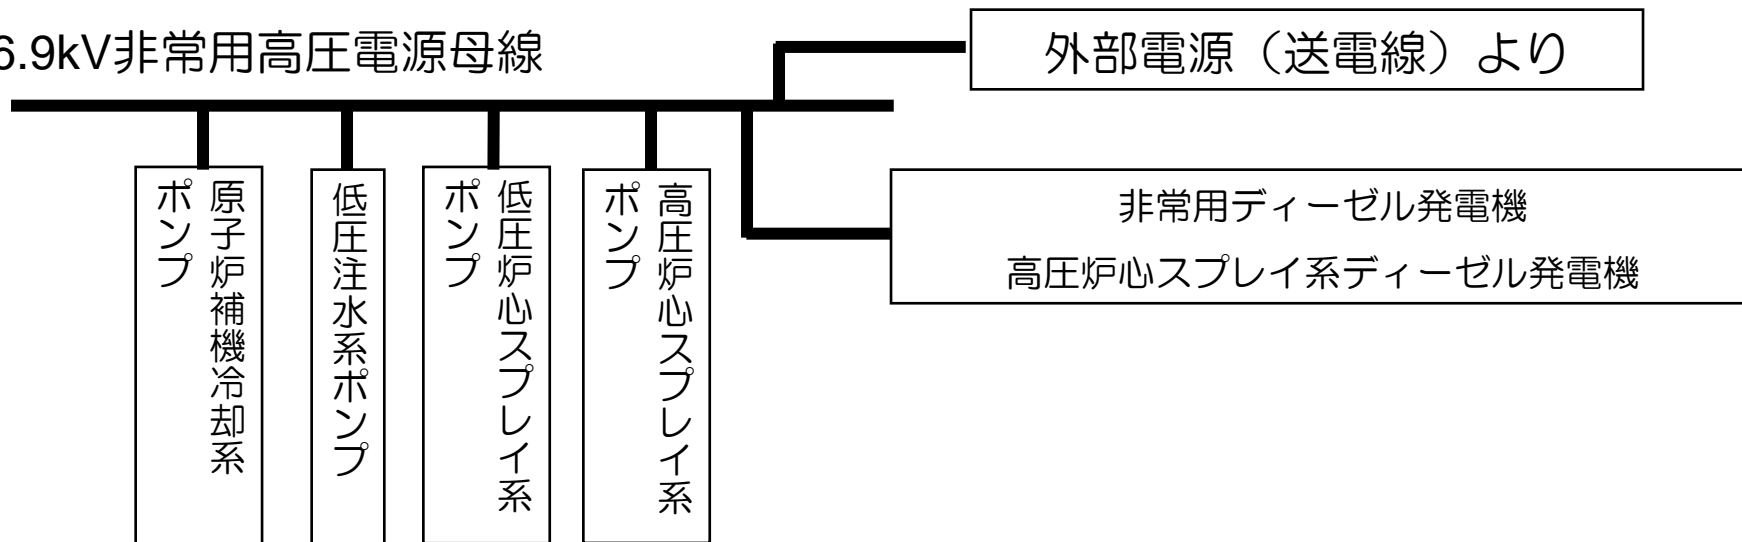 6.9kV非常用高圧電源母線
外部電源（送電線）より
原子炉補機冷却系
ポンプ
低圧注水系ポンプ
低圧炉心スプレイ系
ポンプ
高圧炉心スプレイ系
ポンプ
非常用ディーゼル発電機
高圧炉心スプレイ系ディーゼル発電機